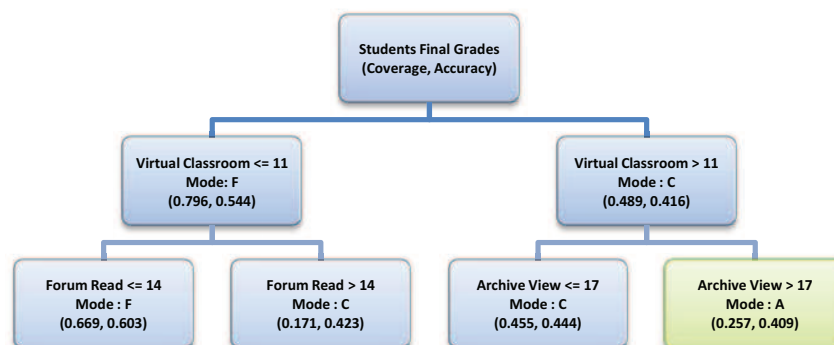 Students Final Grades
(Coverage, Accuracy)
Virtual Classroom <= 11
Mode: F
(0.796, 0.544)
Virtual Classroom > 11
Mode : C
(0.489, 0.416)
Forum Read <= 14
Mode : F
(0.669, 0.603)
Forum Read > 14
Mode : C
(0.171, 0.423)
Archive View <= 17
Mode : C
(0.455, 0.444)
Archive View > 17
Mode : A
(0.257, 0.409)